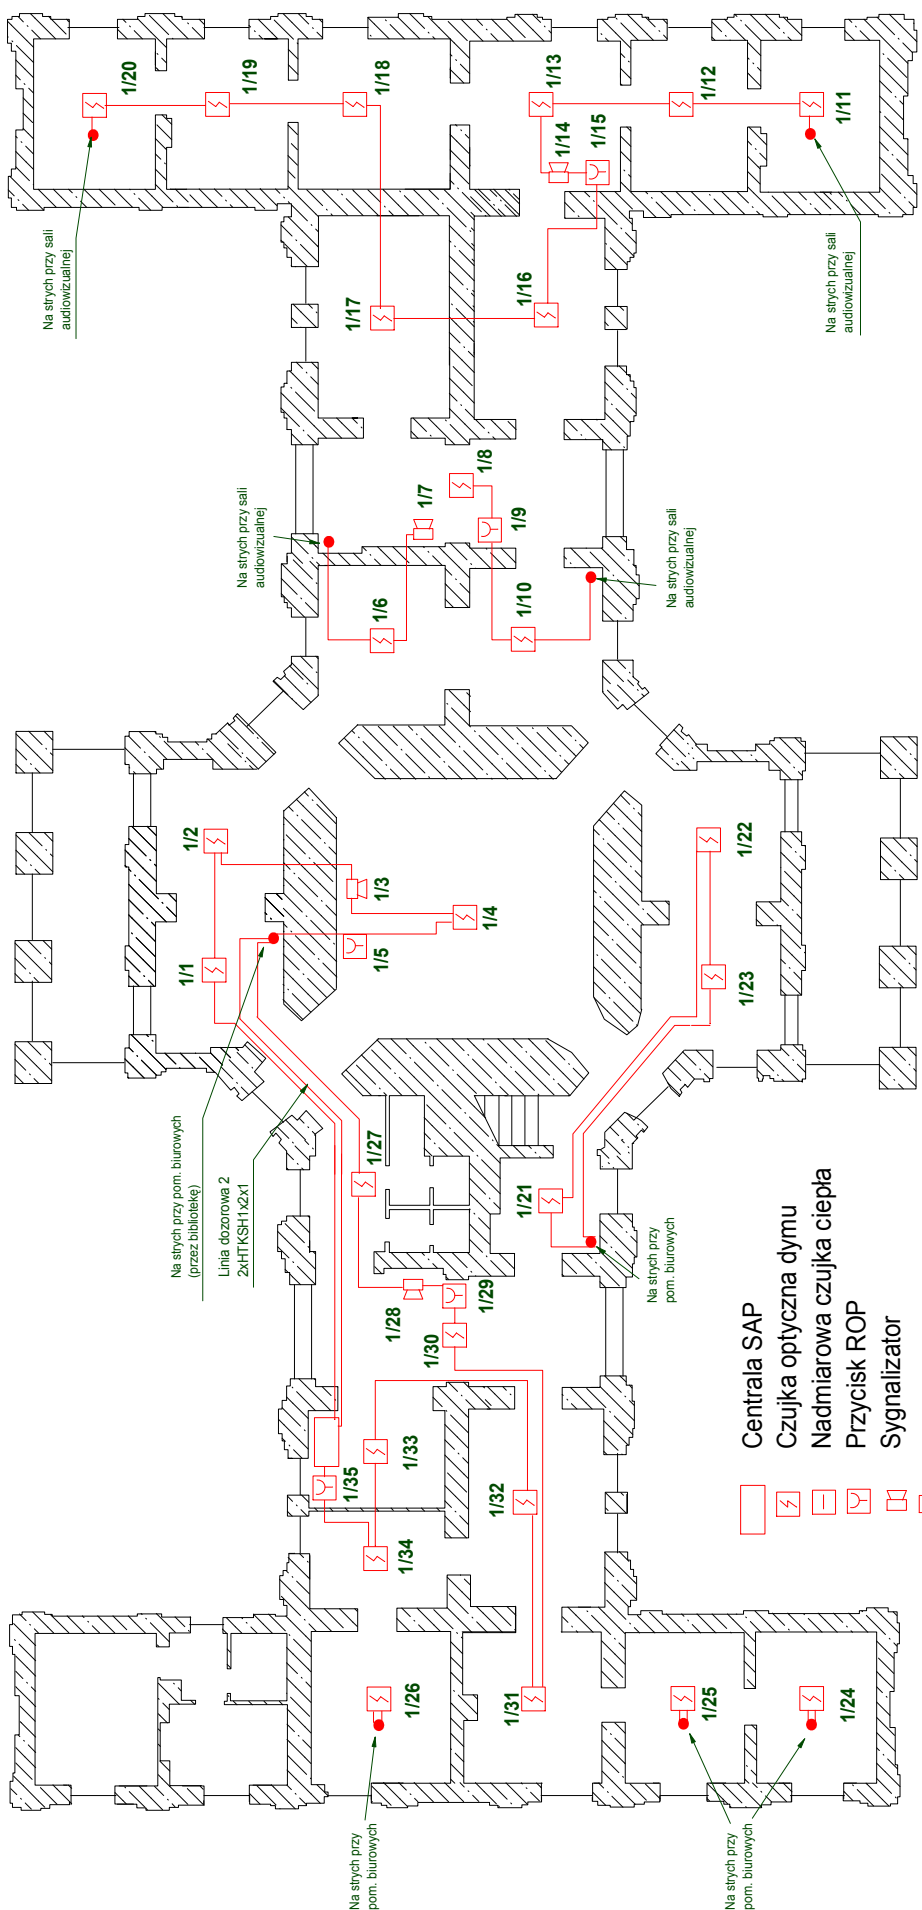 1/20
1/19
1/18
1/13
1/12
1/14
1/15
1/11
Na strych przy sali
audiowizualnej
Na strych przy sali
audiowizualnej
1/17
1/16
1/8
1/7
1/9
Na strych przy sali
audiowizualnej
1/6
1/10
Na strych przy sali
audiowizualnej
1/2
1/3
1/4
1/5
1/1
1/22
1/23
Na strych przy pom. biurowych
(przez bibliotekę)
Linia dozorowa 2
2xHTKSH1x2x1
1/27
1/21
Na strych przy
pom. biurowych
1/28
1/29
1/30
1/35
1/33
1/34
1/32
1/26
1/31
1/25
1/24
Na strych przy
pom. biurowych
Na strych przy
pom. biurowych
Centrala SAP
Czujka optyczna dymu
Nadmiarowa czujka ciepła
Przycisk ROP
Sygnalizator